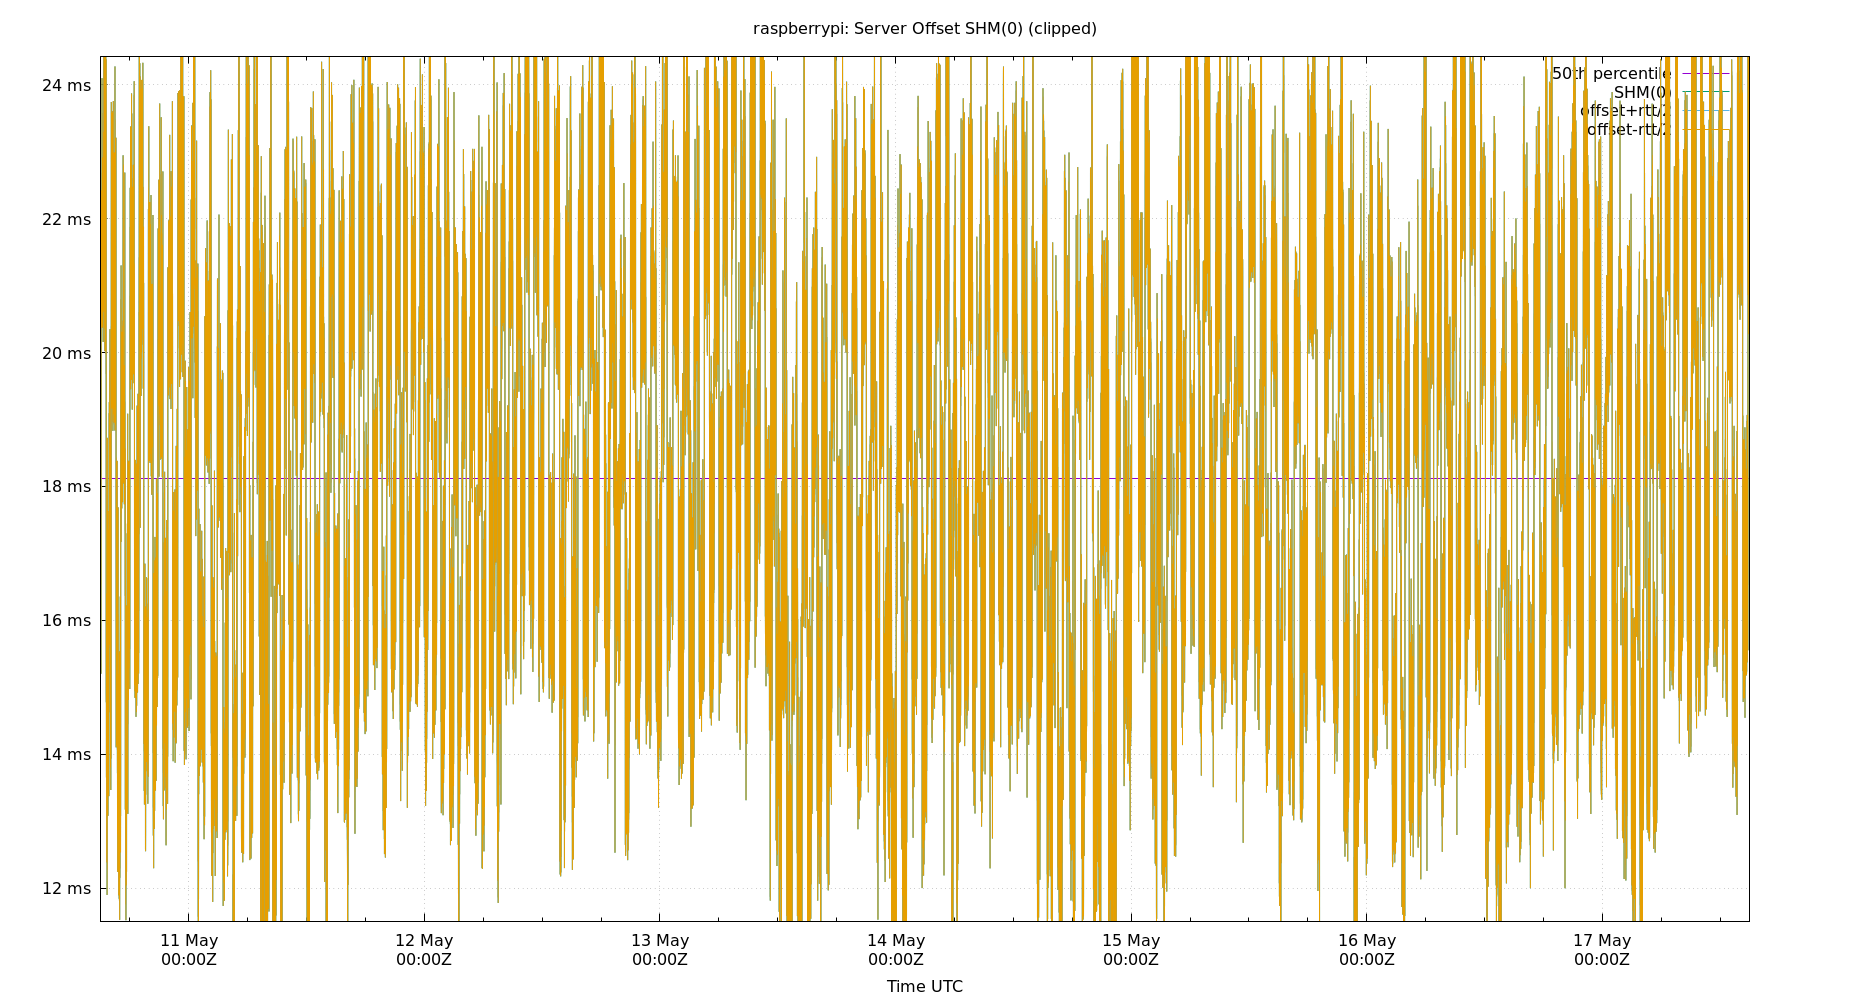 raspberrypi: Server Offset SHM(0) (clipped)
24 ms
22 ms
20 ms
18 ms
16 ms
14 ms
12 ms
50th percentile
SHM(0)
offset+rtt/2
offset-rtt/2
11 May
00:00Z
12 May
00:00Z
13 May
00:00Z
14 May
00:00Z
15 May
00:00Z
16 May
00:00Z
17 May
00:00Z
Time UTC